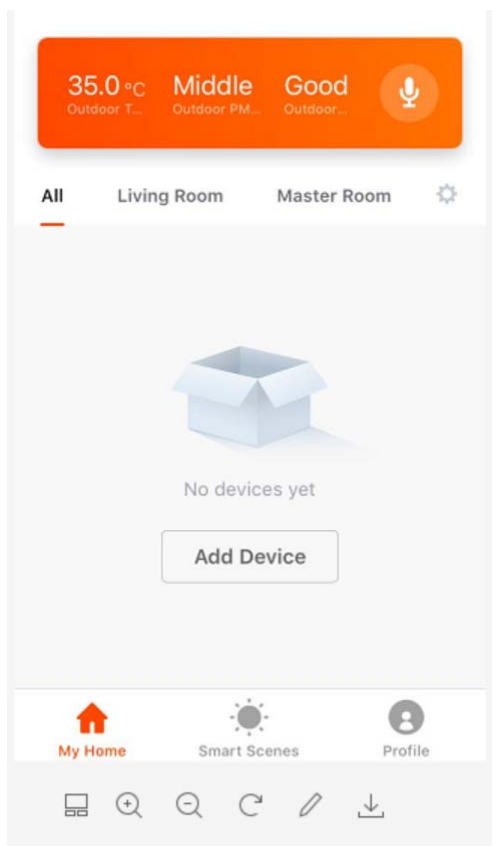 35.0 °C Middle Good
Outdoor T... Outdoor PM... Outdoor...
All Living Room Master Room
No devices yet
Add Device
My Home Smart Scenes Profile